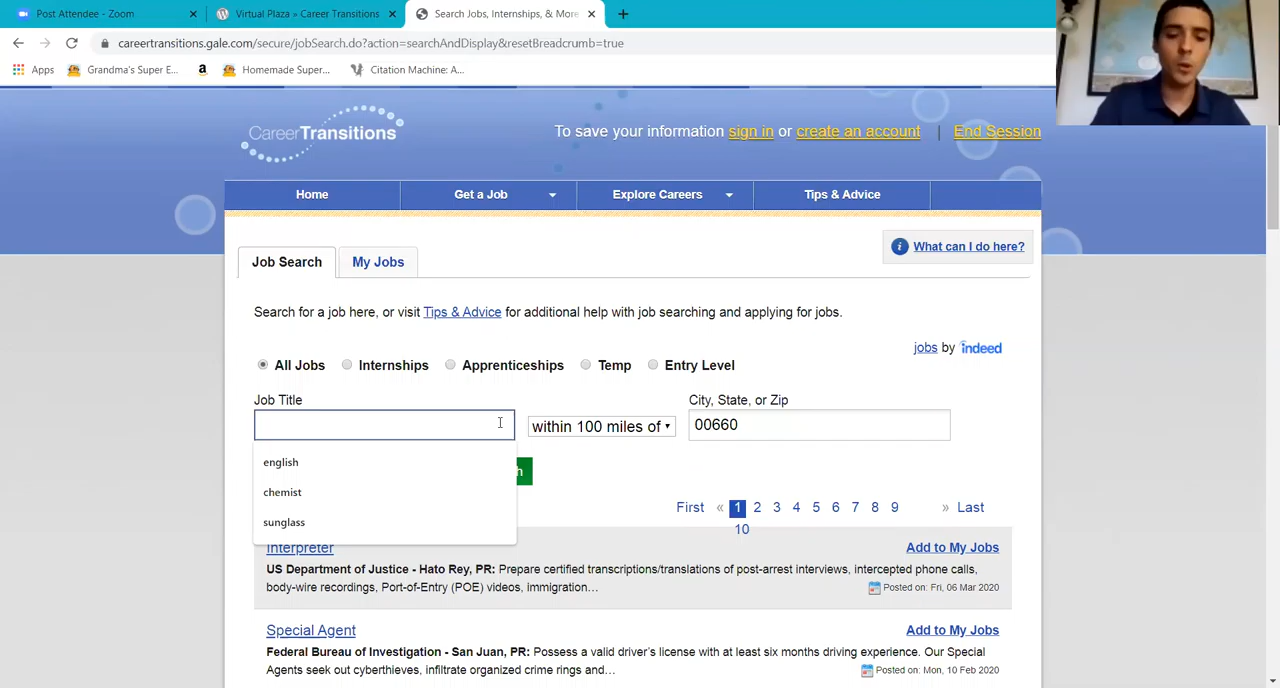 Post Attendee - Zoom
Virtual Plaza » Career Transitions
Search Jobs, Internships, & More
careertransitions.gale.com/secure/jobSearch.do?action=searchAndDisplay&resetBreadcrumb=true
Apps
Grandma's Super E...
Homemade Super...
Citation Machine: A...
CareerTransitions
To save your information sign in or create an account | End Session
Home
Get a Job
Explore Careers
Tips & Advice
Job Search
My Jobs
What can I do here?
Search for a job here, or visit Tips & Advice for additional help with job searching and applying for jobs.
jobs by indeed
All Jobs Internships Apprenticeships Temp Entry Level
Job Title
City, State, or Zip
within 100 miles of
00660
english
chemist
sunglass
h
First « 1 2 3 4 5 6 7 8 9 » Last
10
Interpreter
Add to My Jobs
US Department of Justice - Hato Rey, PR: Prepare certified transcriptions/translations of post-arrest interviews, intercepted phone calls,
body-wire recordings, Port-of-Entry (POE) videos, immigration...
Posted on: Fri, 06 Mar 2020
Special Agent
Add to My Jobs
Federal Bureau of Investigation - San Juan, PR: Possess a valid driver's license with at least six months driving experience. Our Special
Agents seek out cyberthieves, infiltrate organized crime rings and...
Posted on: Mon, 10 Feb 2020